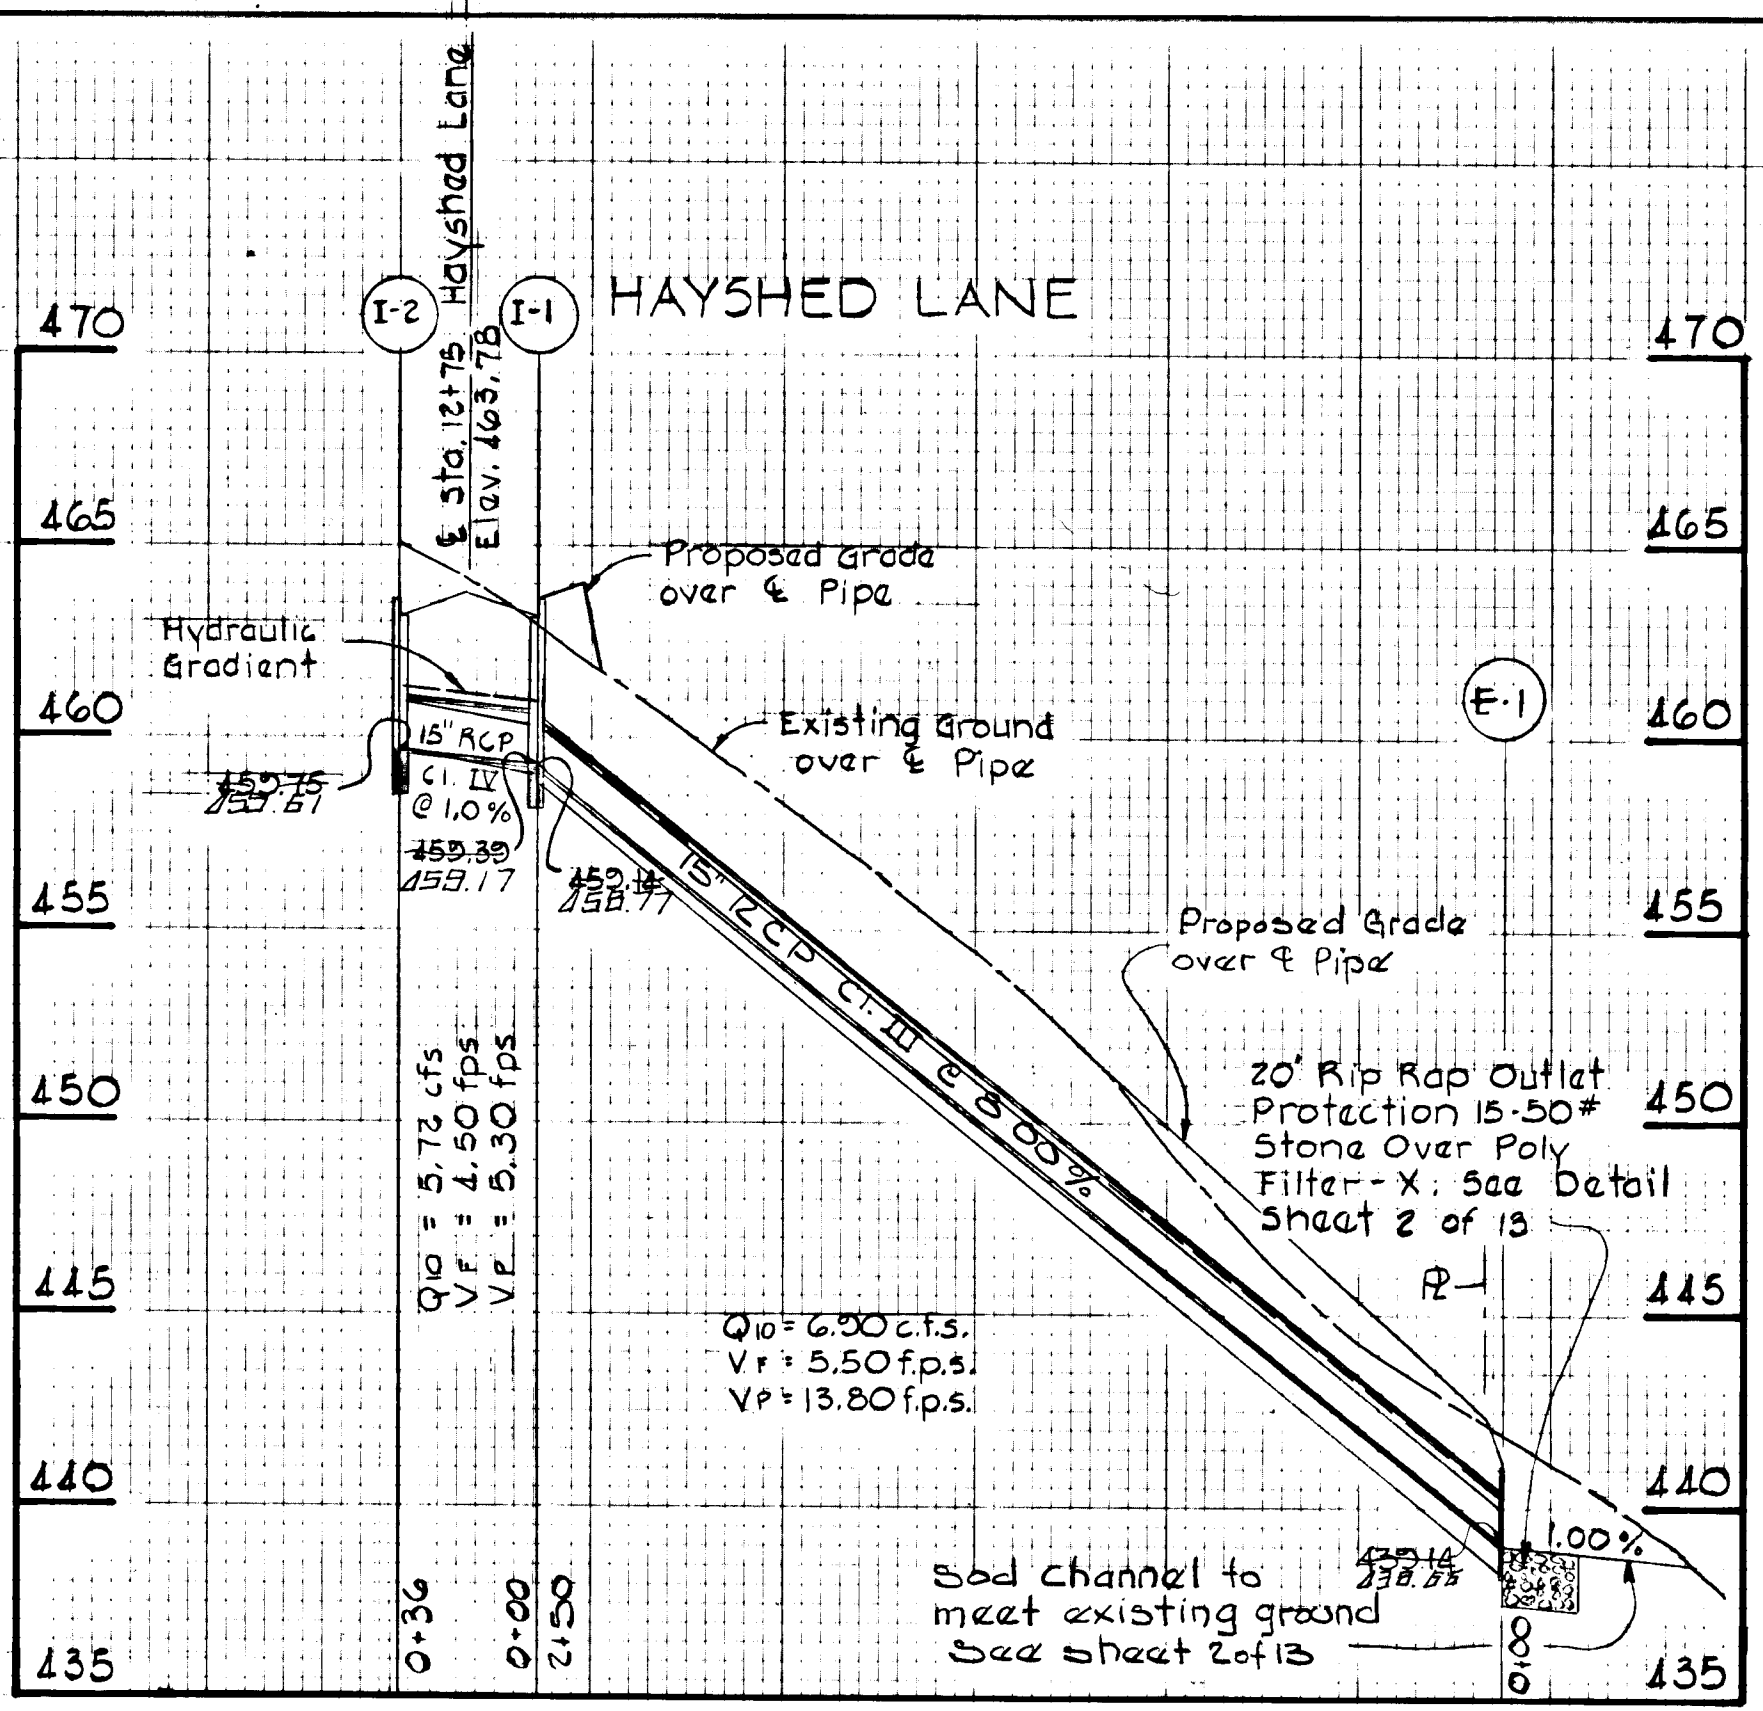 HAYSHED LANE
I-2
I-1
E-1
℄ Sta. 12+75 Hayshed Lane
Elev. 463.78
470
465
460
455
450
445
440
435
470
465
460
455
450
445
440
435
Proposed Grade
over ℄ Pipe
Hydraulic
Gradient
Existing Ground
over ℄ Pipe
15" RCP
Cl. IV
@ 1.0%
459.75
459.39
459.17
459.14
458.77
15" RCP Cl. III @ 8.00%
Proposed Grade
over ℄ Pipe
20' Rip Rap Outlet
Protection 15-50#
Stone Over Poly
Filter-X. See Detail
Sheet 2 of 13
PL
Q10 = 5.72 cfs
VF = 4.50 fps
VP = 5.30 fps
Q10 = 6.90 c.f.s.
VF = 5.50 f.p.s.
VP = 13.80 f.p.s.
1.00%
439.14
Sod Channel to
meet existing ground
See sheet 2 of 13
0+36
0+00
2+50
0+00